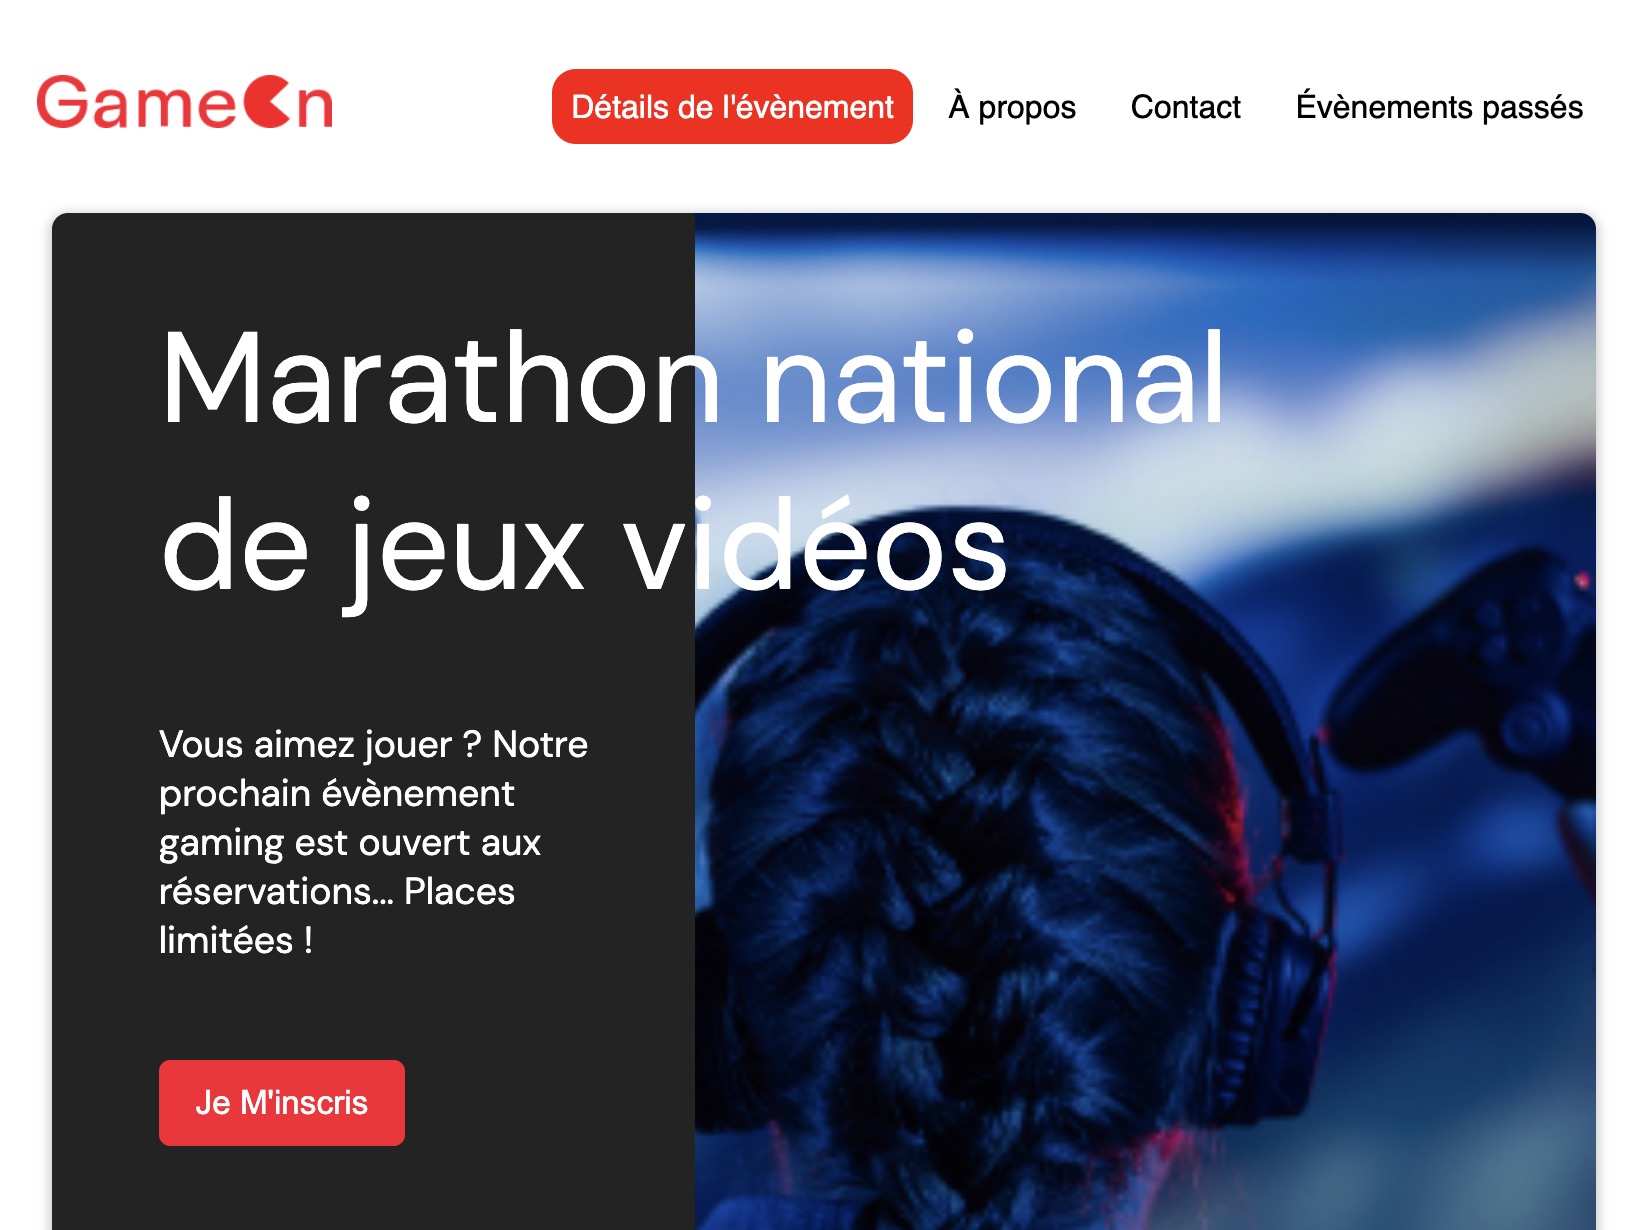 GameOn
Détails de l'évènement À propos Contact Évènements passés
Marathon national
de jeux vidéos
Vous aimez jouer ? Notre
prochain évènement
gaming est ouvert aux
réservations... Places
limitées !
Je M'inscris